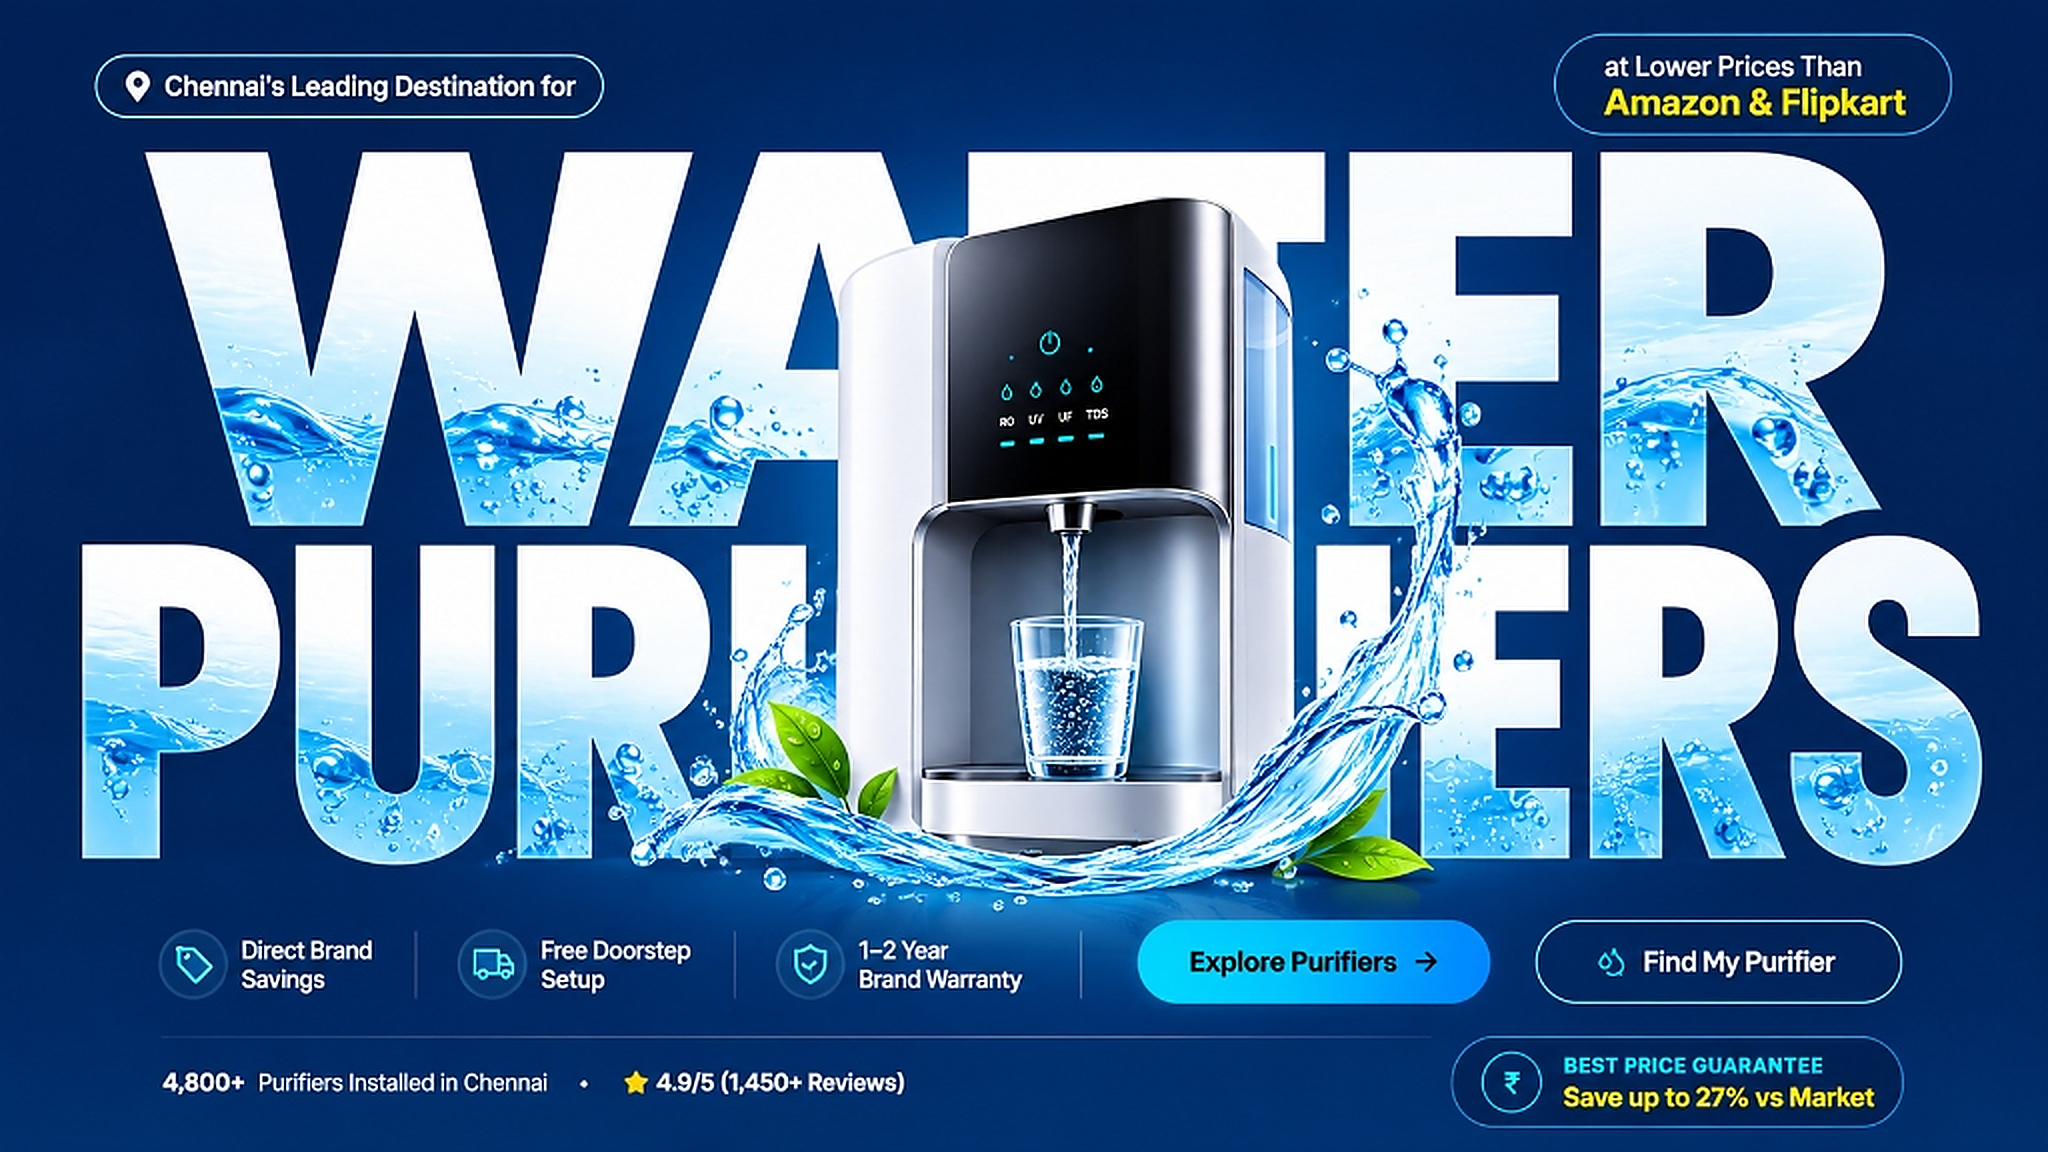 Chennai's Leading Destination for
at Lower Prices Than
Amazon & Flipkart
WATER
PURIFIERS
RO UV UF TDS
Direct Brand
Savings
Free Doorstep
Setup
1–2 Year
Brand Warranty
Explore Purifiers →
Find My Purifier
4,800+ Purifiers Installed in Chennai • ★ 4.9/5 (1,450+ Reviews)
₹
BEST PRICE GUARANTEE
Save up to 27% vs Market